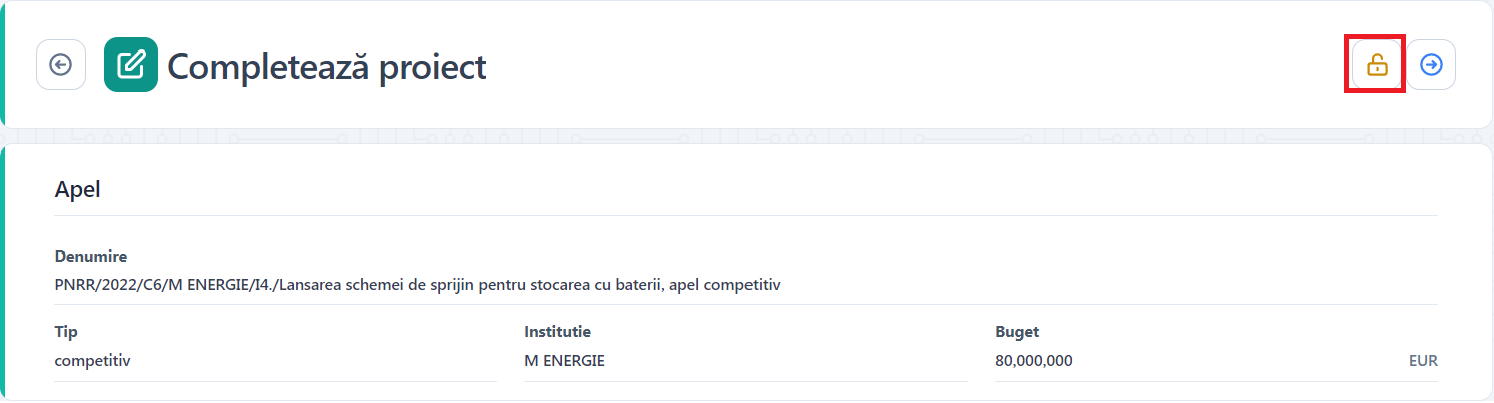 Completează proiect
Apel
Denumire
PNRR/2022/C6/M ENERGIE/I4./Lansarea schemei de sprijin pentru stocarea cu baterii, apel competitiv
Tip
competitiv
Institutie
M ENERGIE
Buget
80,000,000 EUR